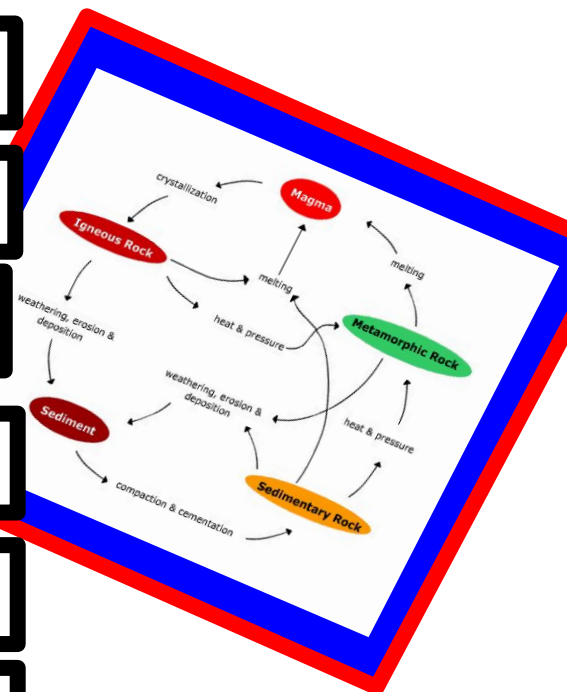 crystallization
Magma
Igneous Rock
melting
melting
weathering, erosion &
deposition
heat & pressure
Metamorphic Rock
weathering, erosion &
deposition
Sediment
heat & pressure
compaction & cementation
Sedimentary Rock